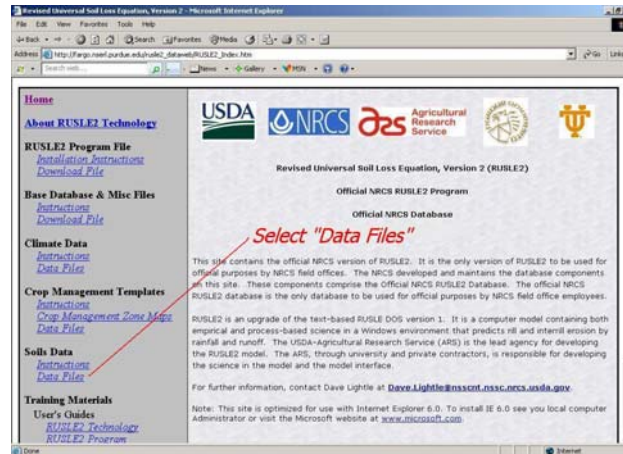 Revised Universal Soil Loss Equation, Version 2 - Microsoft Internet Explorer
File Edit View Favorites Tools Help
Back Search Favorites Media
Address http://fargo.nserl.purdue.edu/rusle2_dataweb/RUSLE2_Index.htm Go Links
Search web... News Gallery MSN
Home
About RUSLE2 Technology
RUSLE2 Program File
Installation Instructions
Download File
Base Database & Misc Files
Instructions
Download File
Climate Data
Instructions
Data Files
Crop Management Templates
Instructions
Crop Management Zone Maps
Data Files
Soils Data
Instructions
Data Files
Training Materials
User's Guides
RUSLE2 Technology
RUSLE2 Program
USDA NRCS ars Agricultural Research Service
Revised Universal Soil Loss Equation, Version 2 (RUSLE2)
Official NRCS RUSLE2 Program
Official NRCS Database
Select "Data Files"
This site contains the official NRCS version of RUSLE2. It is the only version of RUSLE2 to be used for
official purposes by NRCS field offices. The NRCS developed and maintains the database components
on this site. These components comprise the Official NRCS RUSLE2 Database. The official NRCS
RUSLE2 database is the only database to be used for official purposes by NRCS field office employees.
RUSLE2 is an upgrade of the text-based RUSLE DOS version 1. It is a computer model containing both
empirical and process-based science in a Windows environment that predicts rill and interrill erosion by
rainfall and runoff. The USDA-Agricultural Research Service (ARS) is the lead agency for developing
the RUSLE2 model. The ARS, through university and private contractors, is responsible for developing
the science in the model and the model interface.
For further information, contact Dave Lightle at Dave.Lightle@nsscnt.nssc.nrcs.usda.gov.
Note: This site is optimized for use with Internet Explorer 6.0. To install IE 6.0 see you local computer
Administrator or visit the Microsoft website at www.microsoft.com.
Done Internet